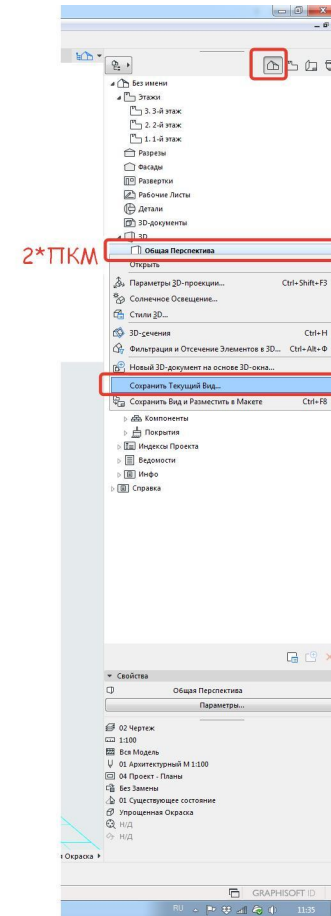 Без имени
Этажи
3. 3-й этаж
2. 2-й этаж
1. 1-й этаж
Разрезы
Фасады
Развертки
Рабочие Листы
Детали
3D-документы
3D
2*ПКМ
Общая Перспектива
Открыть
Параметры 3D-проекции... Ctrl+Shift+F3
Солнечное Освещение...
Стили 3D...
3D-сечения Ctrl+H
Фильтрация и Отсечение Элементов в 3D... Ctrl+Alt+Ф
Новый 3D-документ на основе 3D-окна...
Сохранить Текущий Вид...
Сохранить Вид и Разместить в Макете Ctrl+F8
Компоненты
Покрытия
Индексы Проекта
Ведомости
Инфо
Справка
Свойства
Общая Перспектива
Параметры...
02 Чертеж
1:100
Вся Модель
01 Архитектурный М 1:100
04 Проект - Планы
Без Замены
01 Существующее состояние
Упрощенная Окраска
Н/Д
Н/Д
я Окраска
GRAPHISOFT ID
RU 11:35